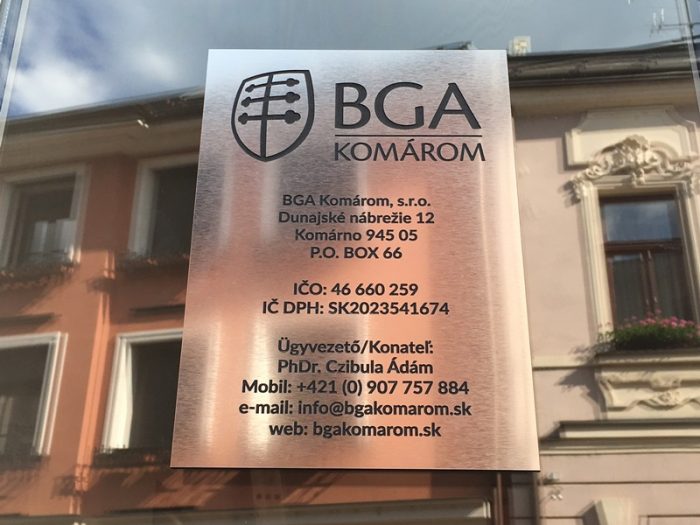 BGA
KOMÁROM
BGA Komárom, s.r.o.
Dunajské nábrežie 12
Komárno 945 05
P.O. BOX 66
IČO: 46 660 259
IČ DPH: SK2023541674
Ügyvezető/Konateľ:
PhDr. Czibula Ádám
Mobil: +421 (0) 907 757 884
e-mail: info@bgakomarom.sk
web: bgakomarom.sk